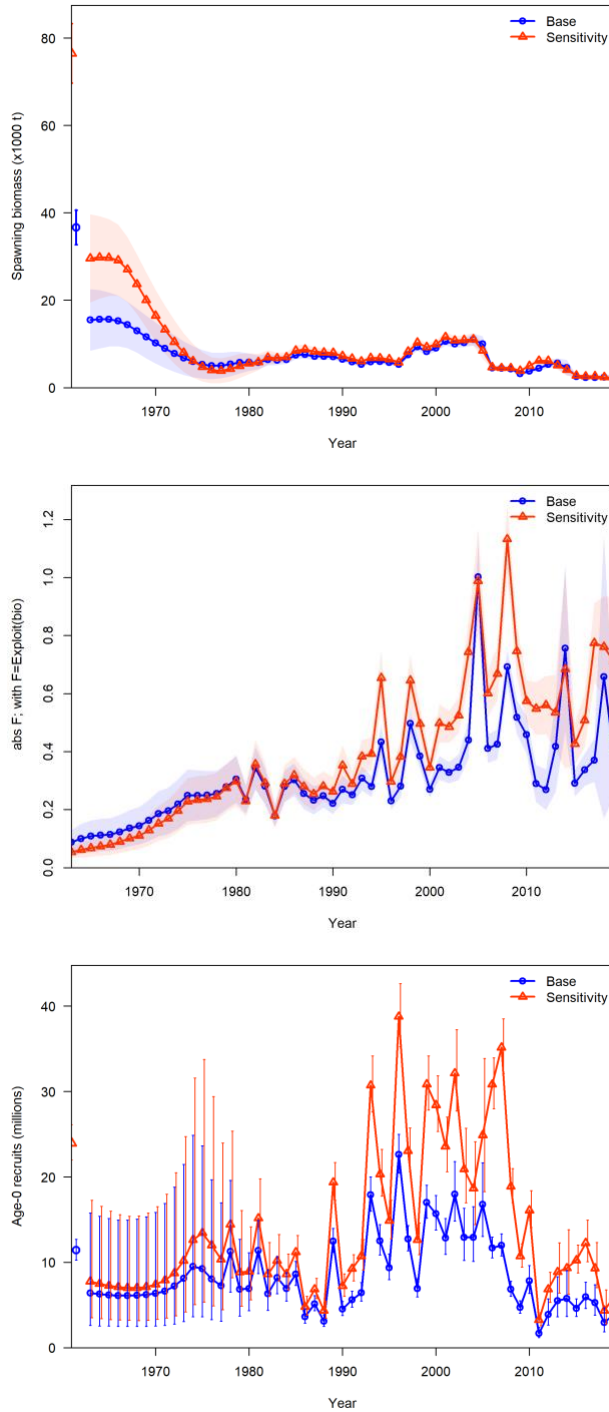 Base
Sensitivity
Spawning biomass (x1000 t)
80
60
40
20
0
1970 1980 1990 2000 2010
Year
Base
Sensitivity
abs F; with F=Exploit(bio)
1.2
1.0
0.8
0.6
0.4
0.2
0.0
1970 1980 1990 2000 2010
Year
Base
Sensitivity
Age-0 recruits (millions)
40
30
20
10
0
1970 1980 1990 2000 2010
Year